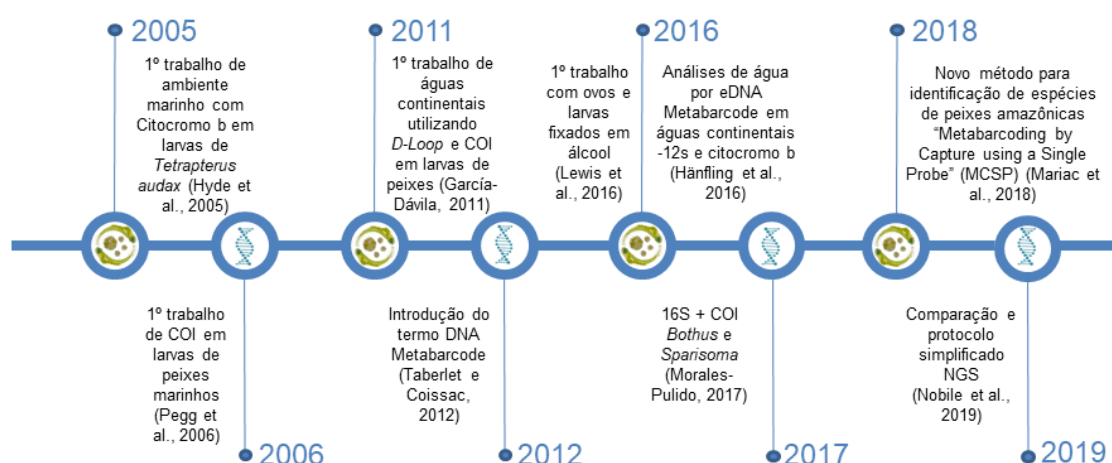 2005
1º trabalho de
ambiente
marinho com
Citocromo b em
larvas de
Tetrapterus
audax (Hyde et
al., 2005)
2011
1º trabalho de
águas
continentais
utilizando
D-Loop e COI
em larvas de
peixes (García-
Dávila, 2011)
2016
1º trabalho
com ovos e
larvas
fixados em
álcool
(Lewis et
al., 2016)
Análises de água
por eDNA
Metabarcode em
águas continentais
-12s e citocromo b
(Hänfling et al.,
2016)
2018
Novo método para
identificação de espécies
de peixes amazônicas
“Metabarcoding by
Capture using a Single
Probe” (MCSP) (Mariac et
al., 2018)
1º trabalho
de COI em
larvas de
peixes
marinhos
(Pegg et
al., 2006)
2006
Introdução do
termo DNA
Metabarcode
(Taberlet e
Coissac,
2012)
2012
16S + COI
Bothus e
Sparisoma
(Morales-
Pulido, 2017)
2017
Comparação e
protocolo
simplificado
NGS
(Nobile et al.,
2019)
2019